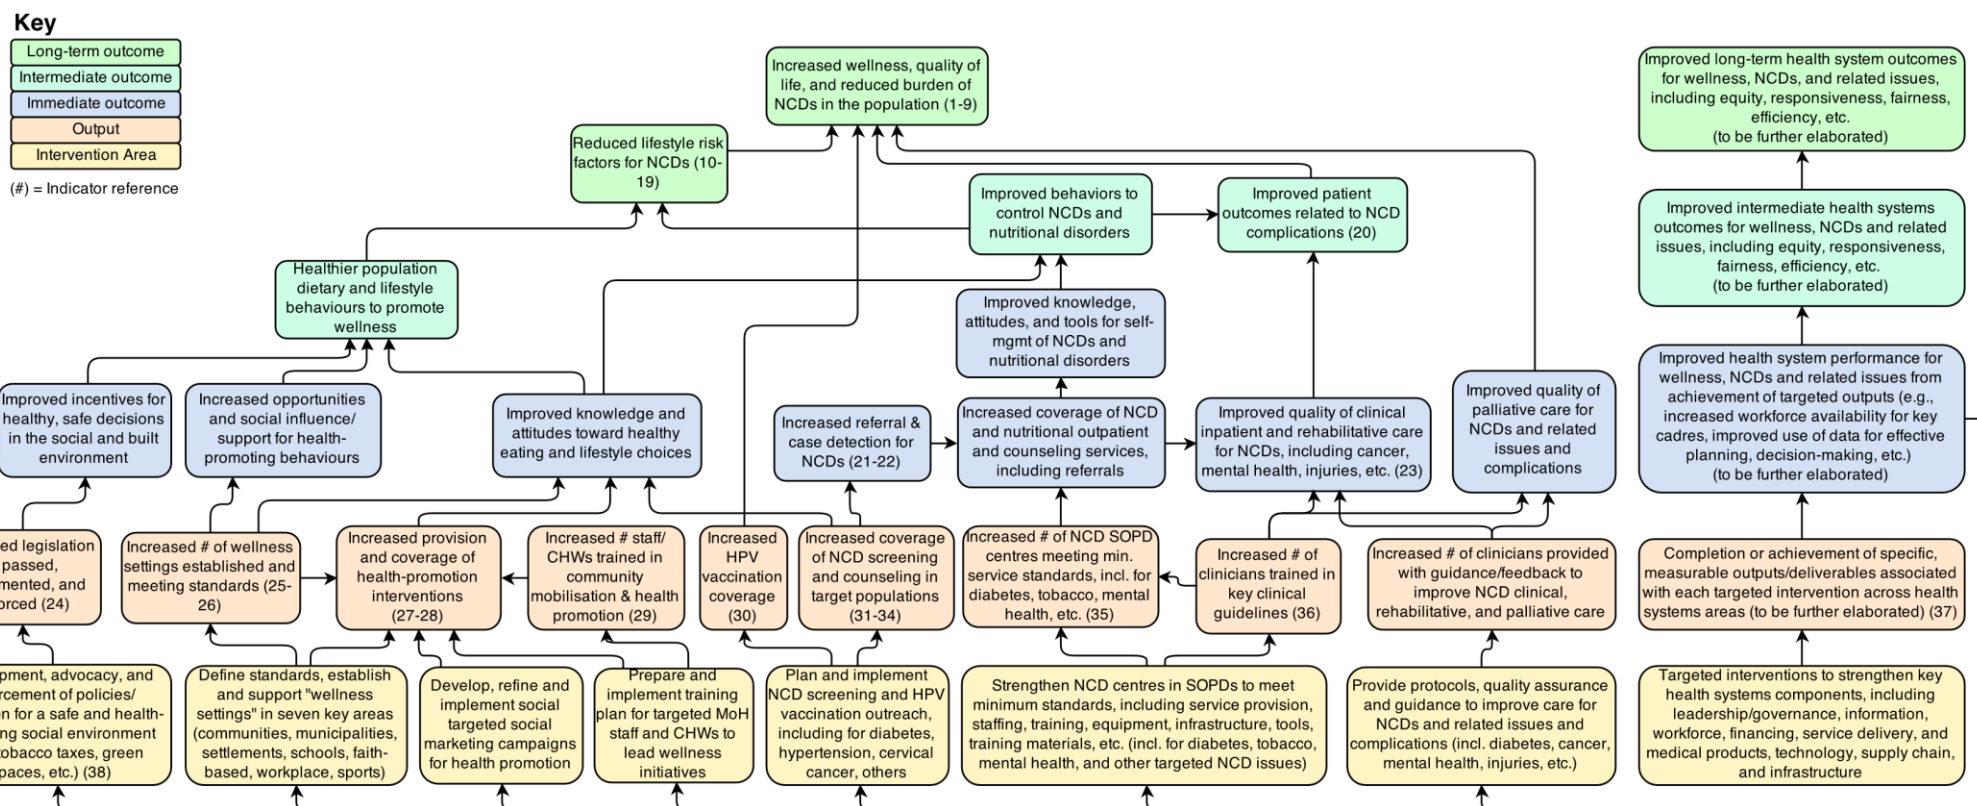 Key
Long-term outcome
Intermediate outcome
Immediate outcome
Output
Intervention Area
(#) = Indicator reference
Increased wellness, quality of
life, and reduced burden of
NCDs in the population (1-9)
Improved long-term health system outcomes
for wellness, NCDs, and related issues,
including equity, responsiveness, fairness,
efficiency, etc.
(to be further elaborated)
Reduced lifestyle risk
factors for NCDs (10-
19)
Improved behaviors to
control NCDs and
nutritional disorders
Improved patient
outcomes related to NCD
complications (20)
Improved intermediate health systems
outcomes for wellness, NCDs and related
issues, including equity, responsiveness,
fairness, efficiency, etc.
(to be further elaborated)
Healthier population
dietary and lifestyle
behaviours to promote
wellness
Improved knowledge,
attitudes, and tools for self-
mgmt of NCDs and
nutritional disorders
Improved incentives for
healthy, safe decisions
in the social and built
environment
Increased opportunities
and social influence/
support for health-
promoting behaviours
Improved knowledge and
attitudes toward healthy
eating and lifestyle choices
Increased referral &
case detection for
NCDs (21-22)
Increased coverage of NCD
and nutritional outpatient
and counseling services,
including referrals
Improved quality of clinical
inpatient and rehabilitative care
for NCDs, including cancer,
mental health, injuries, etc. (23)
Improved quality of
palliative care for
NCDs and related
issues and
complications
Improved health system performance for
wellness, NCDs and related issues from
achievement of targeted outputs (e.g.,
increased workforce availability for key
cadres, improved use of data for effective
planning, decision-making, etc.)
(to be further elaborated)
ed legislation
passed,
mented, and
orced (24)
Increased # of wellness
settings established and
meeting standards (25-
26)
Increased provision
and coverage of
health-promotion
interventions
(27-28)
Increased # staff/
CHWs trained in
community
mobilisation & health
promotion (29)
Increased
HPV
vaccination
coverage
(30)
Increased coverage
of NCD screening
and counseling in
target populations
(31-34)
Increased # of NCD SOPD
centres meeting min.
service standards, incl. for
diabetes, tobacco, mental
health, etc. (35)
Increased # of
clinicians trained in
key clinical
guidelines (36)
Increased # of clinicians provided
with guidance/feedback to
improve NCD clinical,
rehabilitative, and palliative care
Completion or achievement of specific,
measurable outputs/deliverables associated
with each targeted intervention across health
systems areas (to be further elaborated) (37)
pment, advocacy, and
rcement of policies/
n for a safe and health-
ng social environment
obacco taxes, green
paces, etc.) (38)
Define standards, establish
and support "wellness
settings" in seven key areas
(communities, municipalities,
settlements, schools, faith-
based, workplace, sports)
Develop, refine and
implement social
targeted social
marketing campaigns
for health promotion
Prepare and
implement training
plan for targeted MoH
staff and CHWs to
lead wellness
initiatives
Plan and implement
NCD screening and HPV
vaccination outreach,
including for diabetes,
hypertension, cervical
cancer, others
Strengthen NCD centres in SOPDs to meet
minimum standards, including service provision,
staffing, training, equipment, infrastructure, tools,
training materials, etc. (incl. for diabetes, tobacco,
mental health, and other targeted NCD issues)
Provide protocols, quality assurance
and guidance to improve care for
NCDs and related issues and
complications (incl. diabetes, cancer,
mental health, injuries, etc.)
Targeted interventions to strengthen key
health systems components, including
leadership/governance, information,
workforce, financing, service delivery, and
medical products, technology, supply chain,
and infrastructure